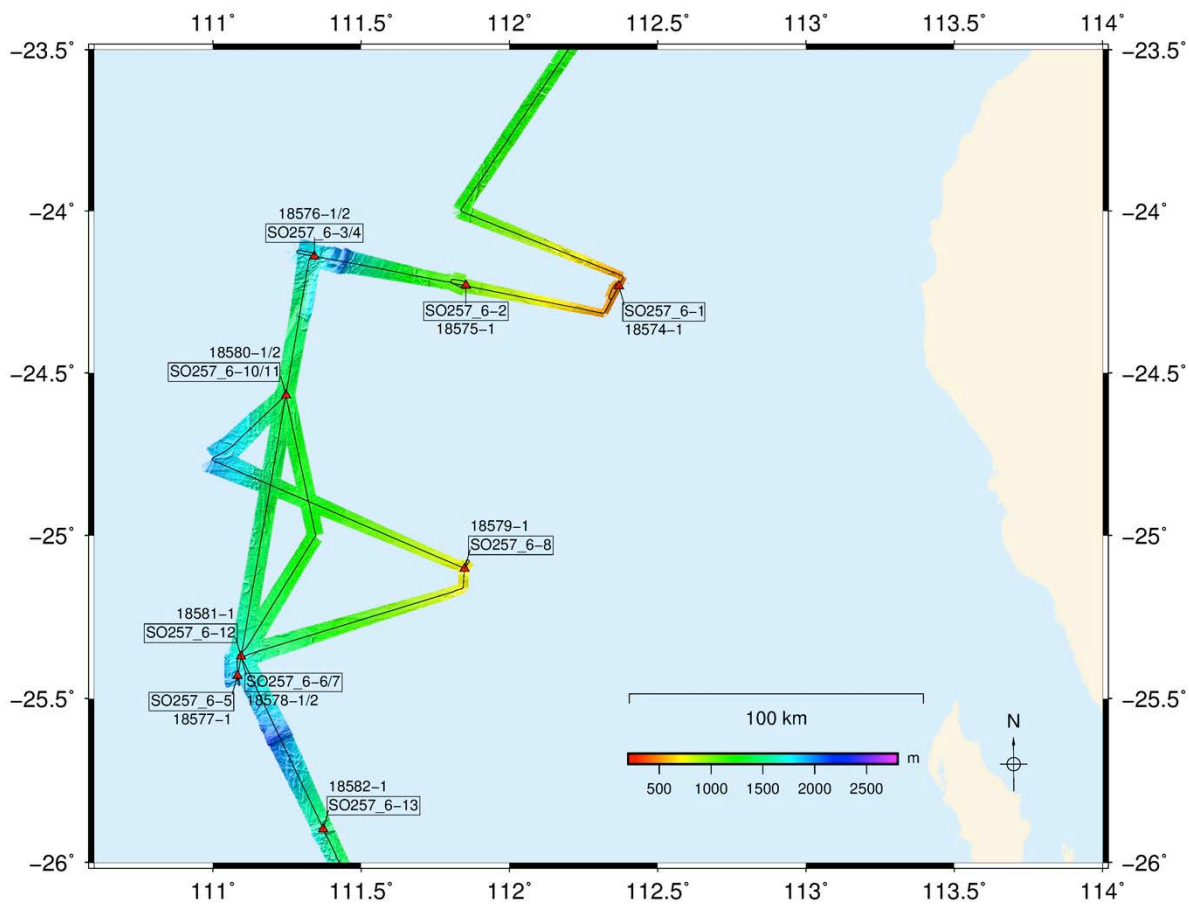 111° 111.5° 112° 112.5° 113° 113.5° 114°
−23.5° −23.5°
18576−1/2
SO257_6−3/4
−24° −24°
SO257_6−2
18575−1
SO257_6−1
18574−1
18580−1/2
SO257_6−10/11
−24.5° −24.5°
18579−1
SO257_6−8
−25° −25°
18581−1
SO257_6−12
SO257_6−6/7
18578−1/2
SO257_6−5
18577−1
−25.5° −25.5°
100 km
N
m
500 1000 1500 2000 2500
18582−1
SO257_6−13
−26° −26°
111° 111.5° 112° 112.5° 113° 113.5° 114°